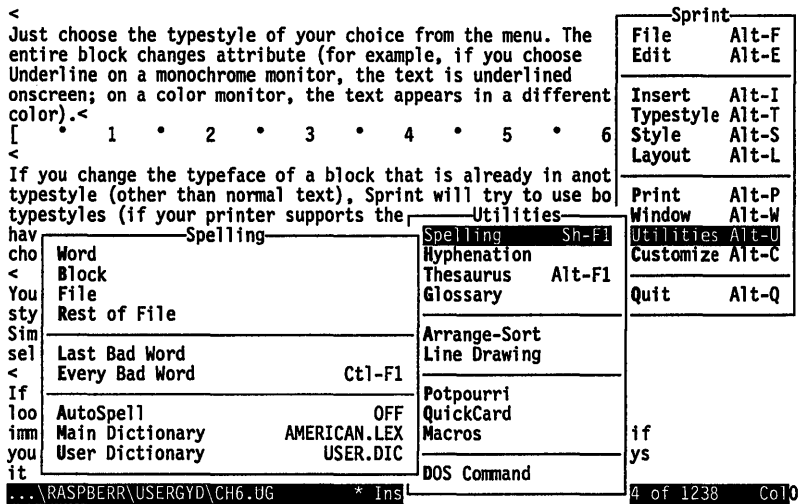 <
Just choose the typestyle of your choice from the menu. The
entire block changes attribute (for example, if you choose
Underline on a monochrome monitor, the text is underlined
onscreen; on a color monitor, the text appears in a different
color).<
[ • 1 • 2 • 3 • 4 • 5 • 6
<
If you change the typeface of a block that is already in anot
typestyle (other than normal text), Sprint will try to use bo
typestyles (if your printer supports the
hav
cho
<
You
sty
Sim
sel
<
If
loo
imm if
you ys
it
Sprint
File Alt-F
Edit Alt-E
Insert Alt-I
Typestyle Alt-T
Style Alt-S
Layout Alt-L
Print Alt-P
Window Alt-W
Utilities Alt-U
Customize Alt-C
Quit Alt-Q
Utilities
Spelling Sh-F1
Hyphenation
Thesaurus Alt-F1
Glossary
Arrange-Sort
Line Drawing
Potpourri
QuickCard
Macros
DOS Command
Spelling
Word
Block
File
Rest of File
Last Bad Word
Every Bad Word Ctl-F1
AutoSpell OFF
Main Dictionary AMERICAN.LEX
User Dictionary USER.DIC
...\RASPBERR\USERGYD\CH6.UG * Ins 4 of 1238 Col0